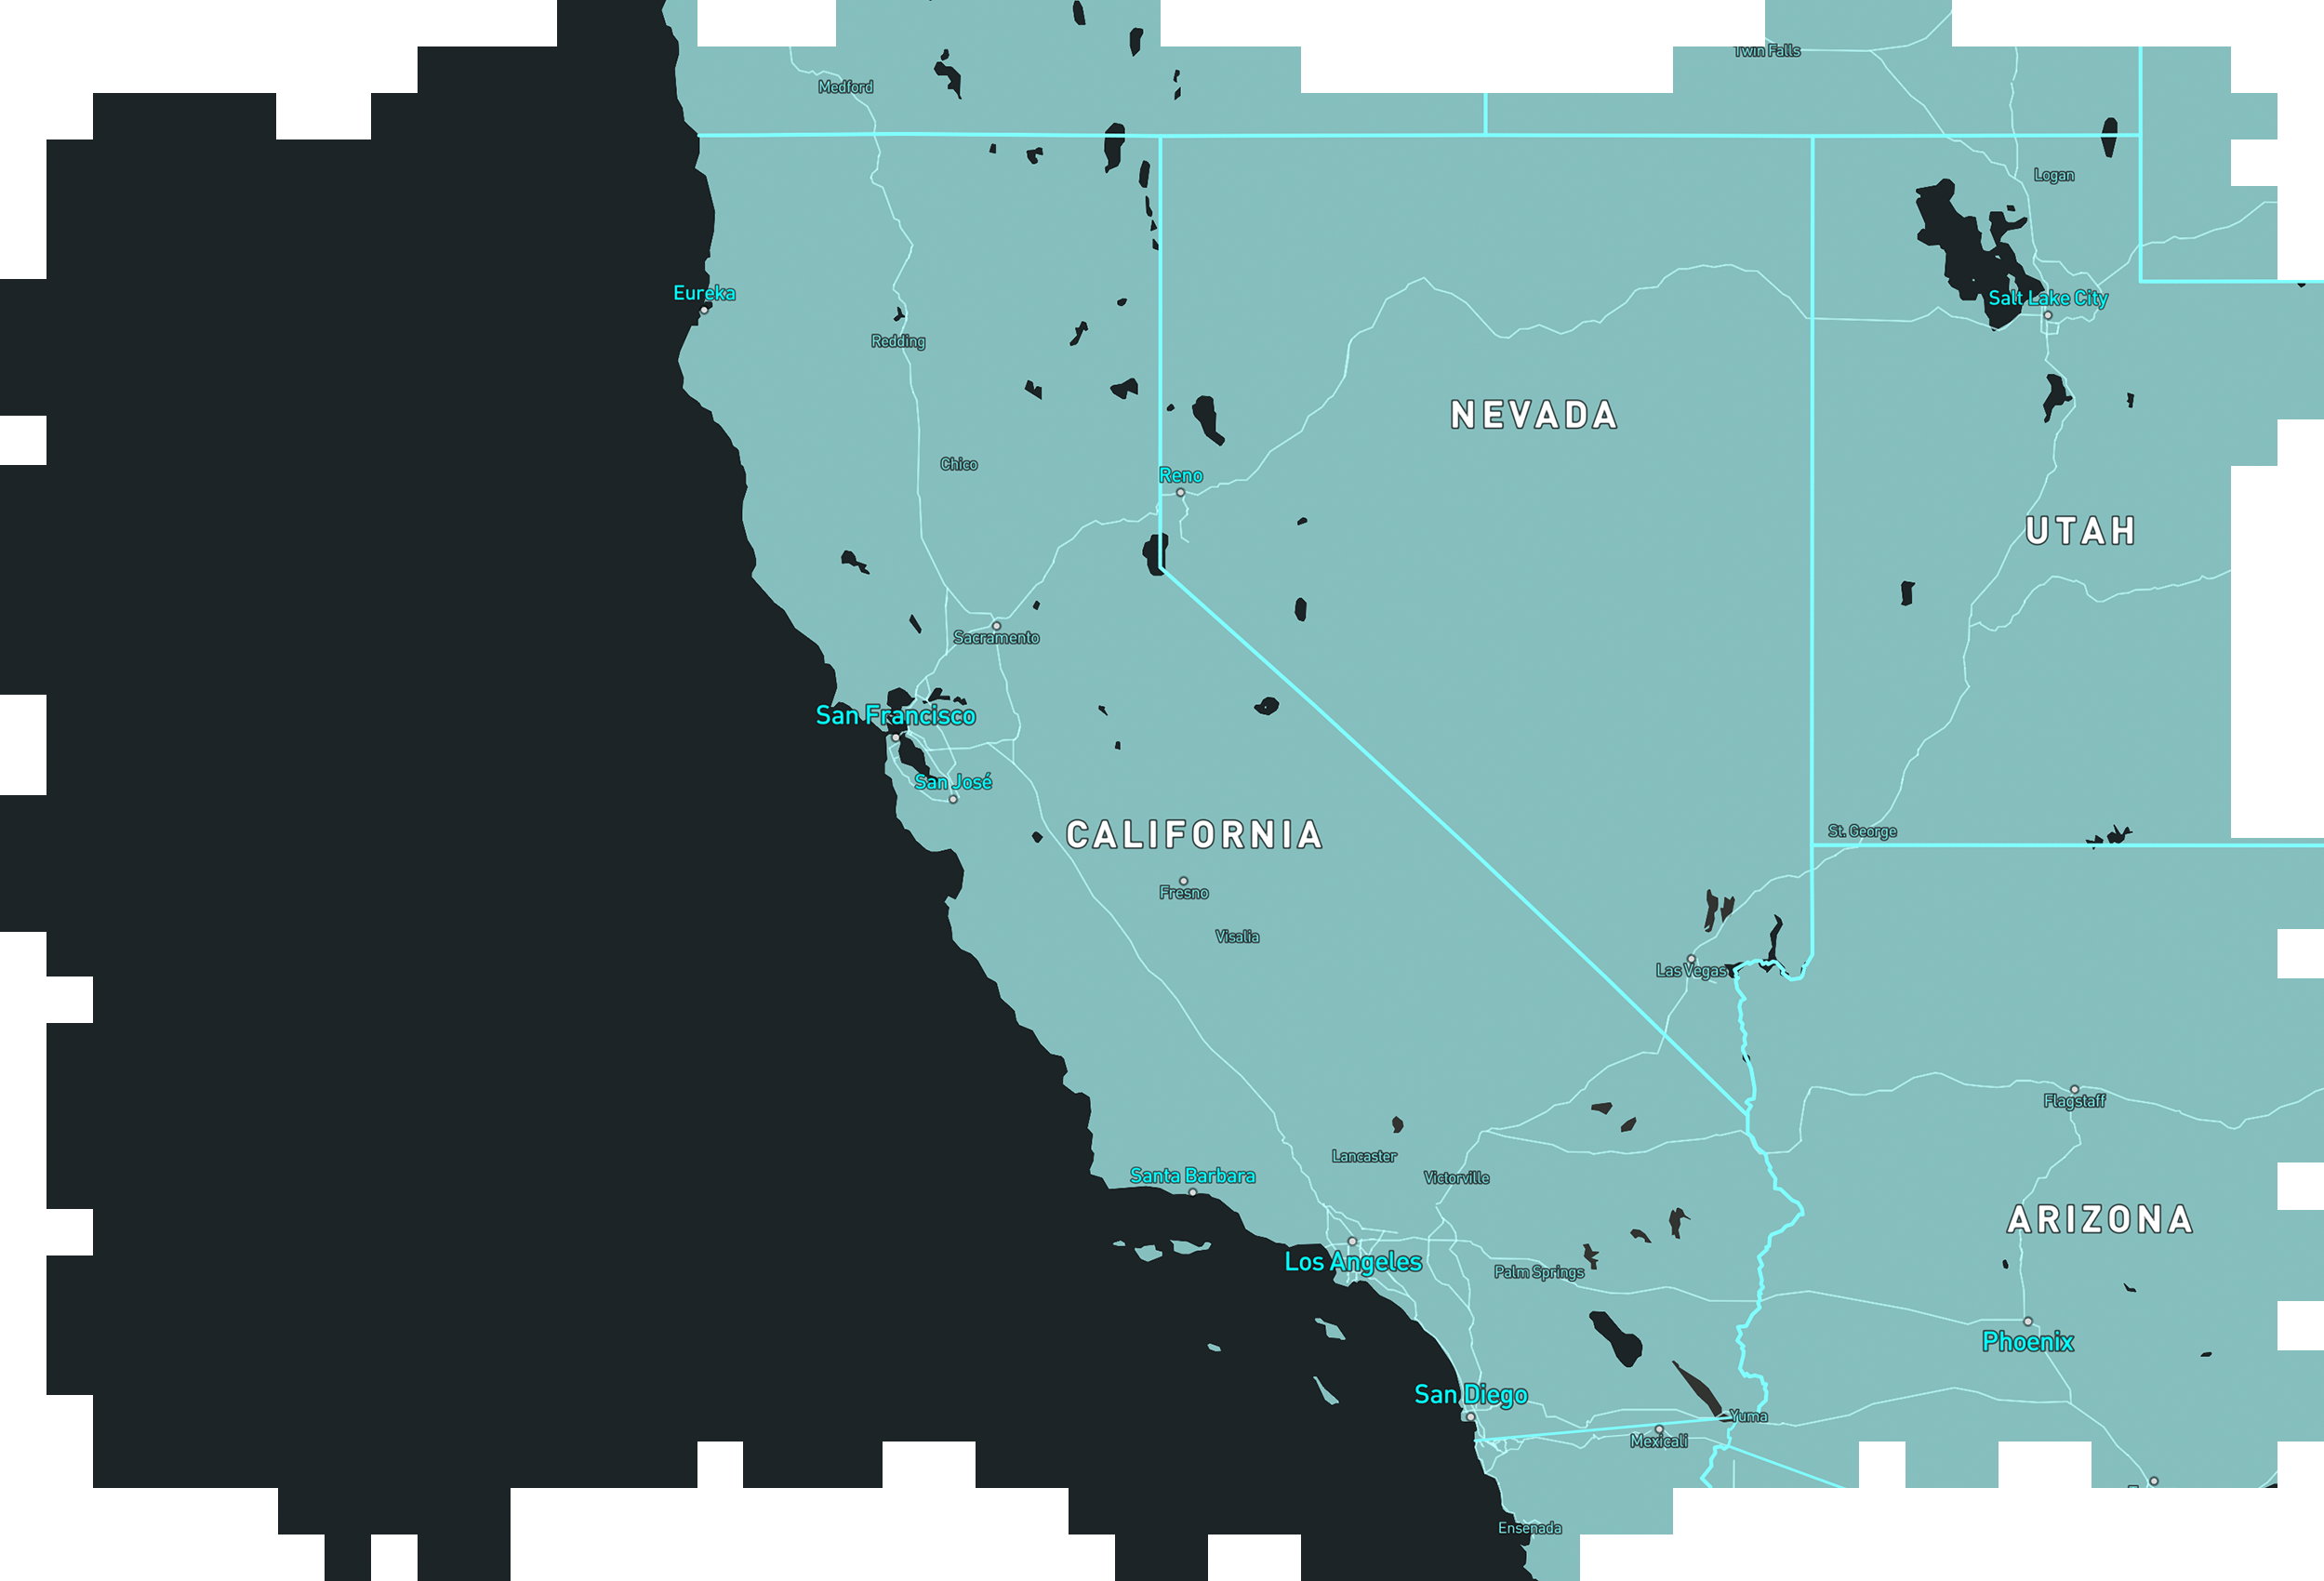 Twin Falls
Medford
Logan
Eureka
Salt Lake City
Redding
NEVADA
Chico
Reno
UTAH
Sacramento
San Francisco
San José
CALIFORNIA
St. George
Fresno
Visalia
Las Vegas
Flagstaff
Lancaster
Santa Barbara
Victorville
ARIZONA
Los Angeles
Palm Springs
Phoenix
San Diego
Yuma
Mexicali
Ensenada